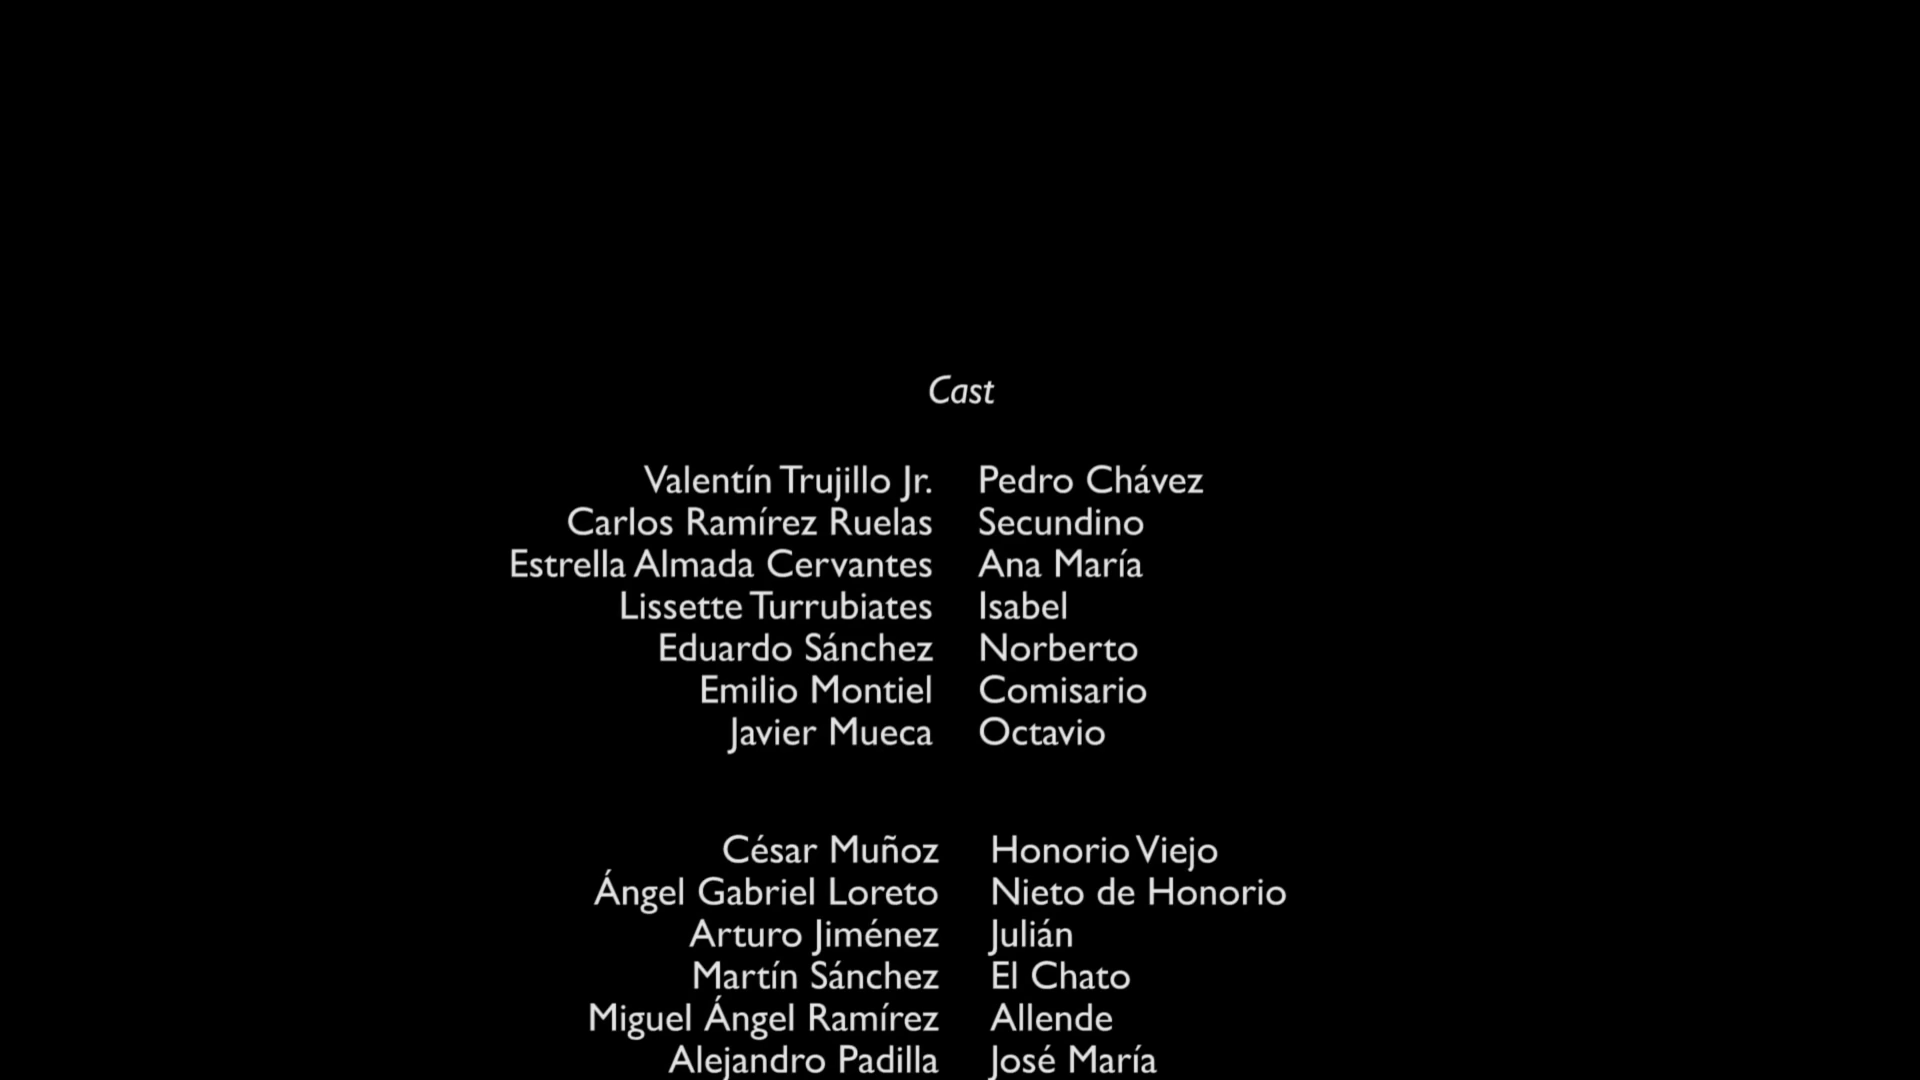 Cast
Valentín Trujillo Jr. Pedro Chávez
Carlos Ramírez Ruelas Secundino
Estrella Almada Cervantes Ana María
Lissette Turrubiates Isabel
Eduardo Sánchez Norberto
Emilio Montiel Comisario
Javier Mueca Octavio
César Muñoz Honorio Viejo
Ángel Gabriel Loreto Nieto de Honorio
Arturo Jiménez Julián
Martín Sánchez El Chato
Miguel Ángel Ramírez Allende
Alejandro Padilla José María